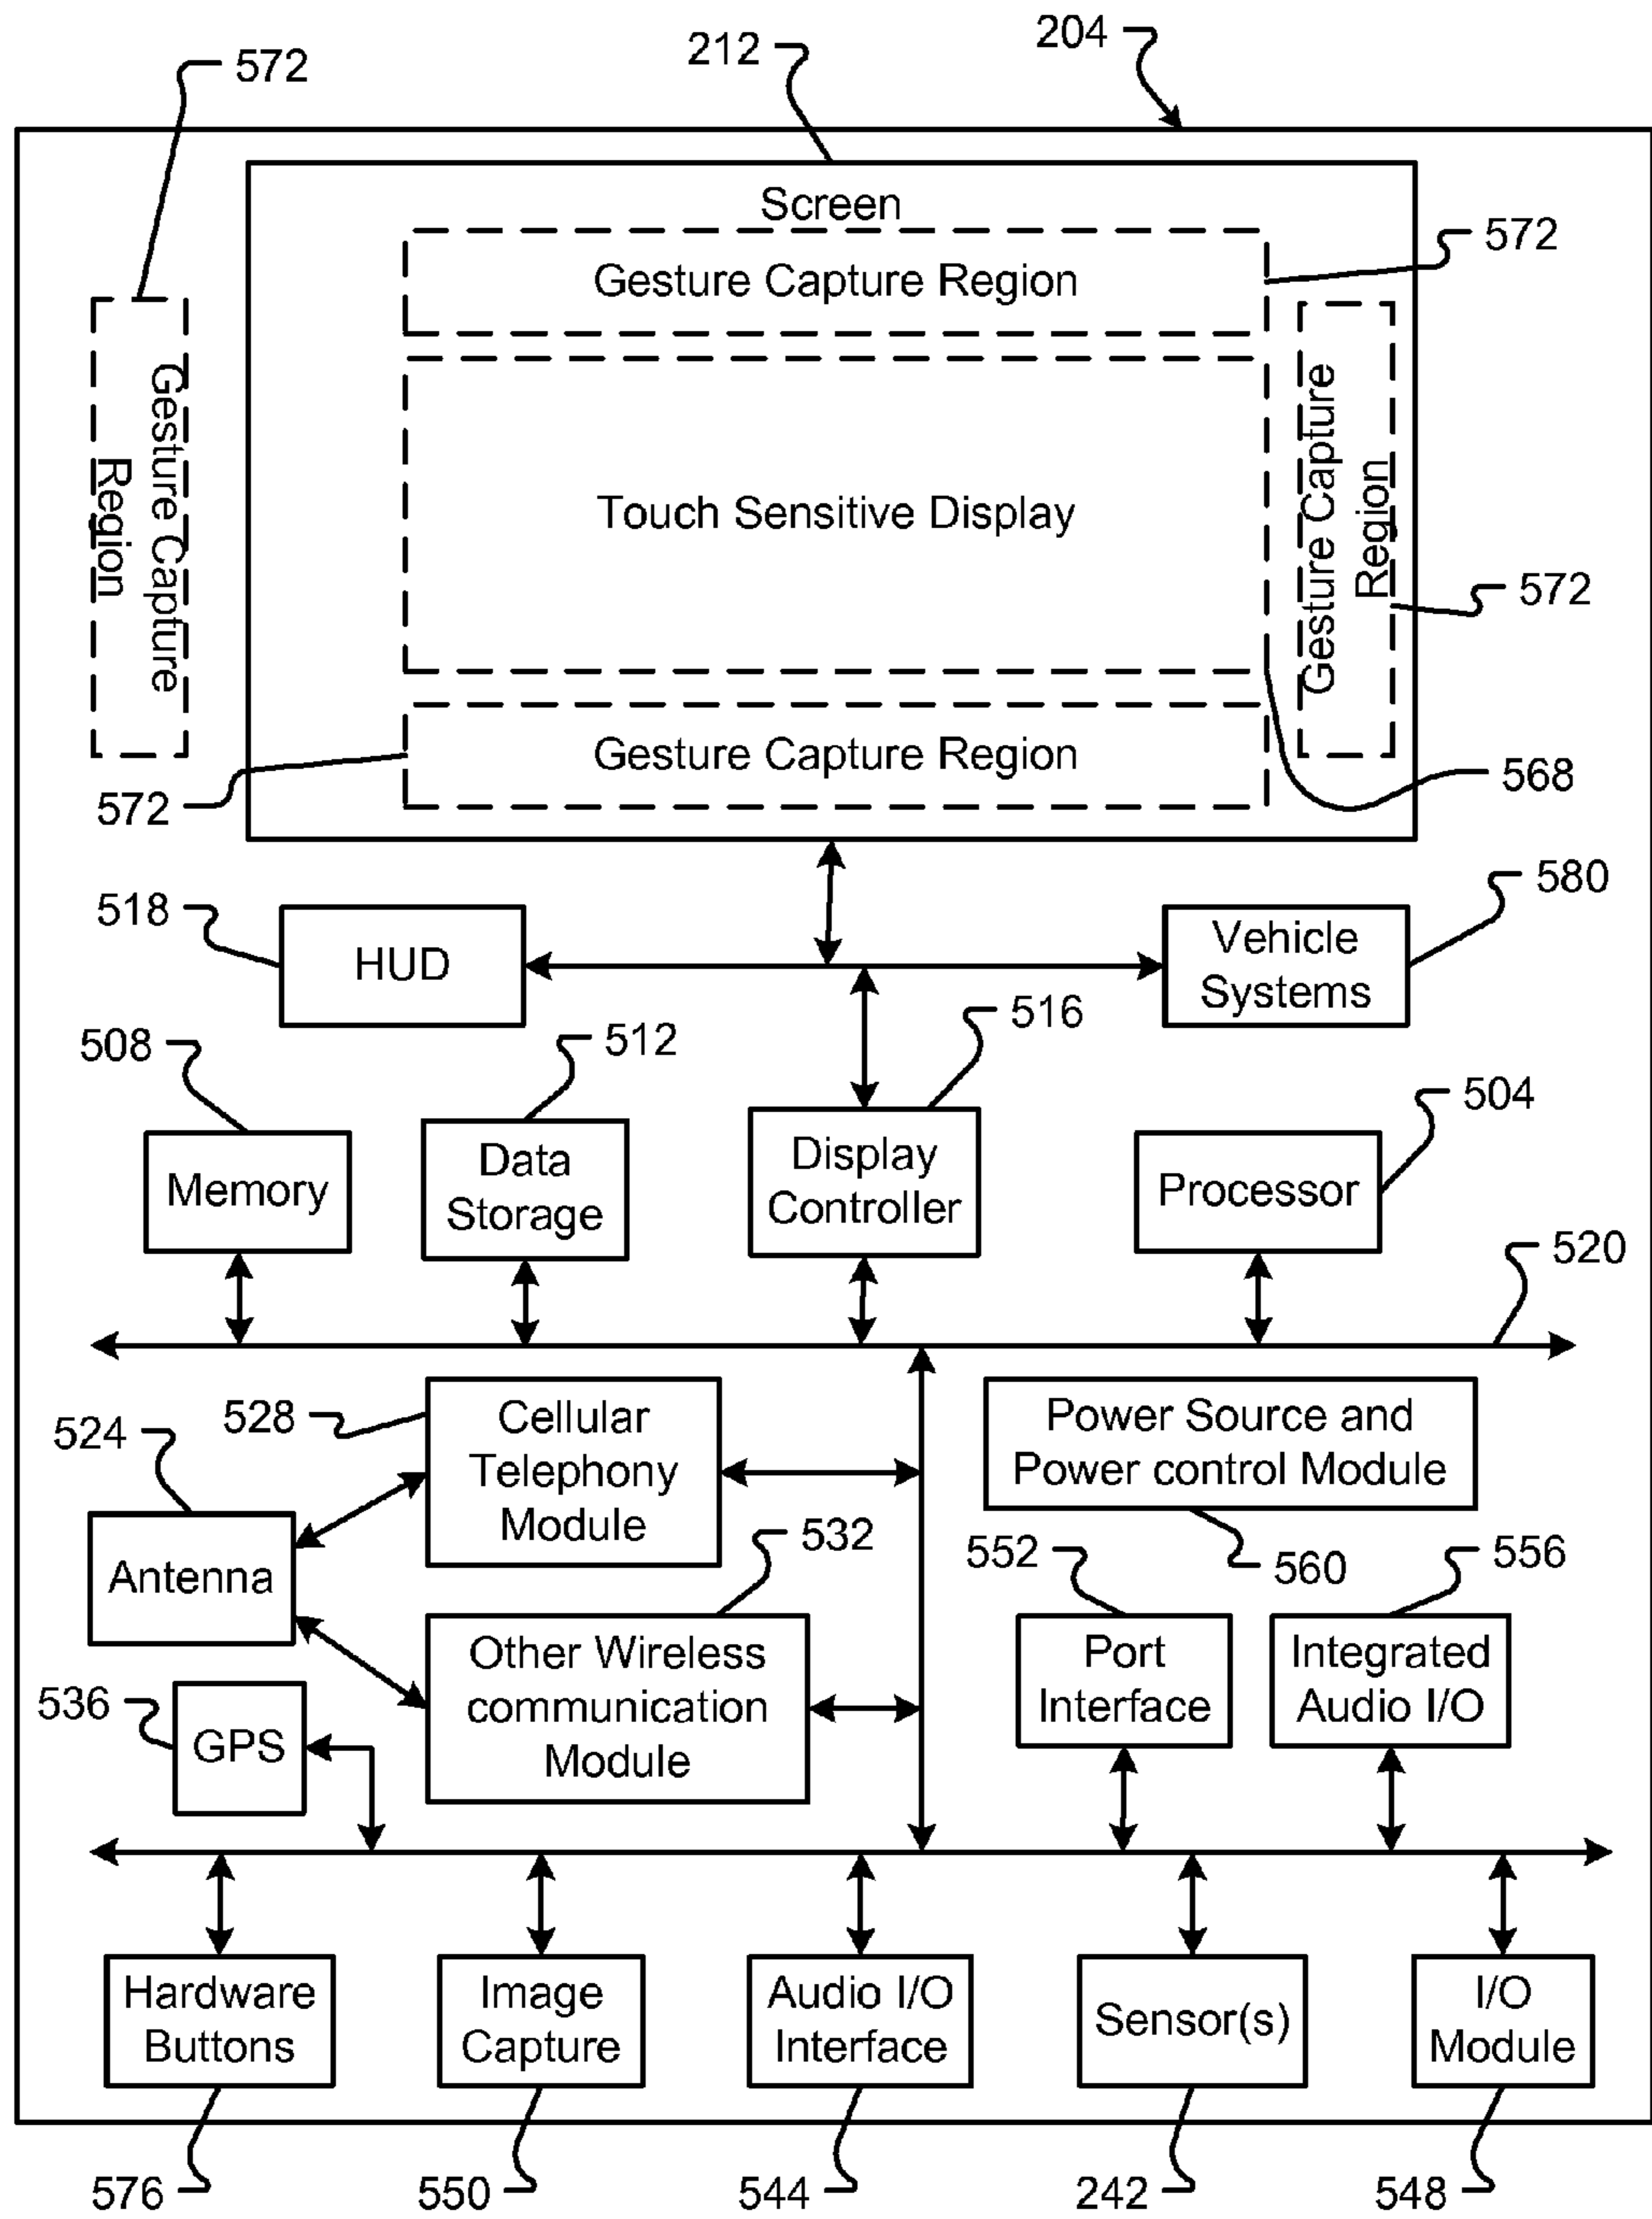 204
212
572
Screen
572
Gesture Capture Region
Gesture Capture
Region
Gesture Capture
Region
Touch Sensitive Display
572
Gesture Capture Region
568
572
580
518
HUD
Vehicle
Systems
516
512
508
504
Memory
Data
Storage
Display
Controller
Processor
520
528
524
Cellular
Telephony
Module
Power Source and
Power control Module
532
552
560
556
Antenna
Other Wireless
communication
Module
Port
Interface
Integrated
Audio I/O
536
GPS
Hardware
Buttons
Image
Capture
Audio I/O
Interface
Sensor(s)
I/O
Module
576
550
544
242
548